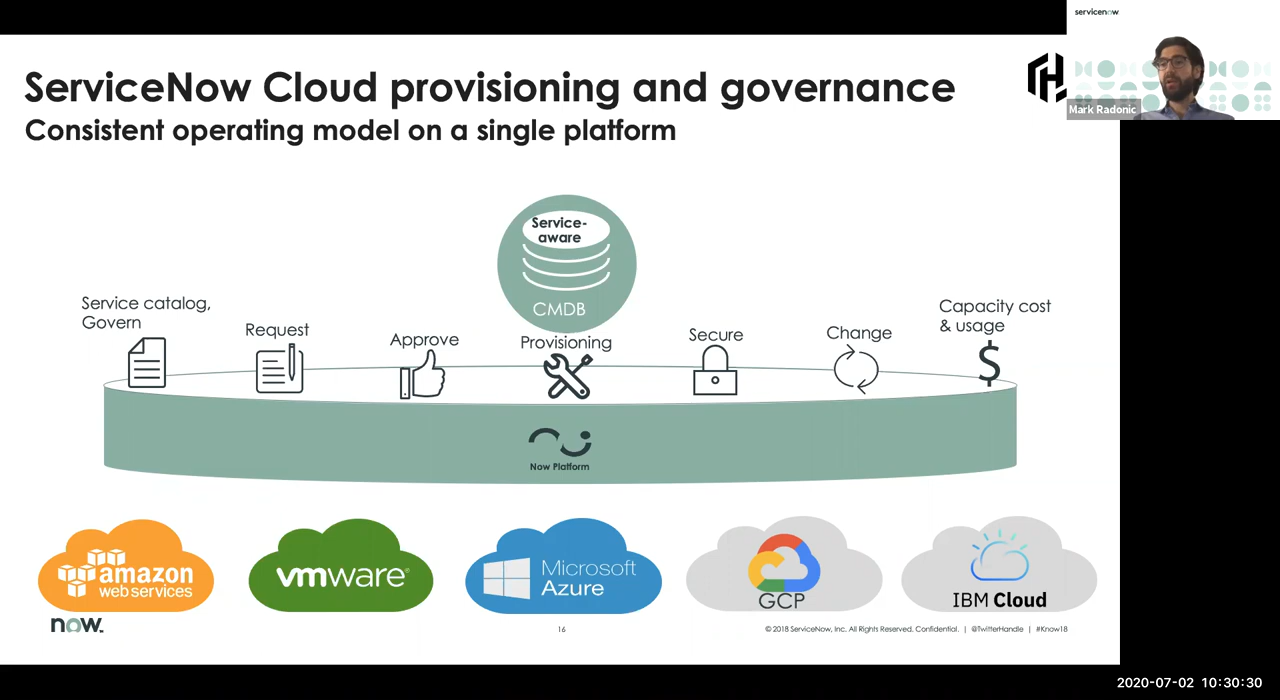 servicenow
ServiceNow Cloud provisioning and governance
Consistent operating model on a single platform
Mark Radonic
Service-
aware
CMDB
Service catalog,
Govern
Request
Approve
Provisioning
Secure
Change
Capacity cost
& usage
$
Now Platform
amazon
web services
vmware®
Microsoft
Azure
GCP
IBM Cloud
now.
16
© 2018 ServiceNow, Inc. All Rights Reserved. Confidential. | @TwitterHandle | #Know18
2020-07-02 10:30:30